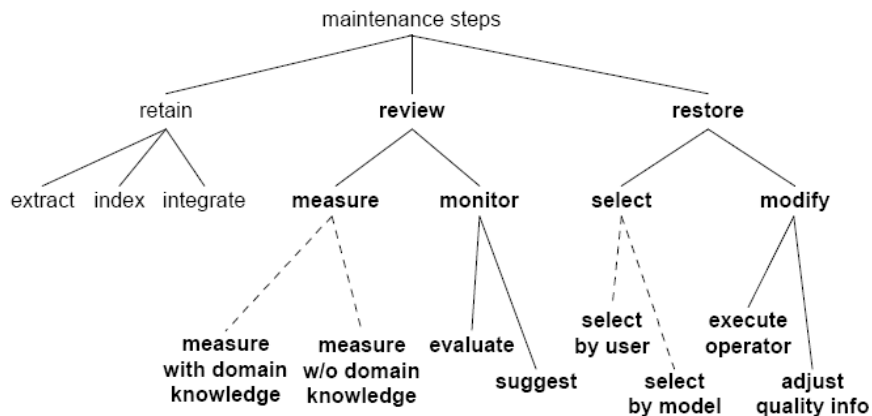 maintenance steps
retain
review
restore
extract
index
integrate
measure
monitor
select
modify
measure
with domain
knowledge
measure
w/o domain
knowledge
evaluate
suggest
select
by user
select
by model
execute
operator
adjust
quality info